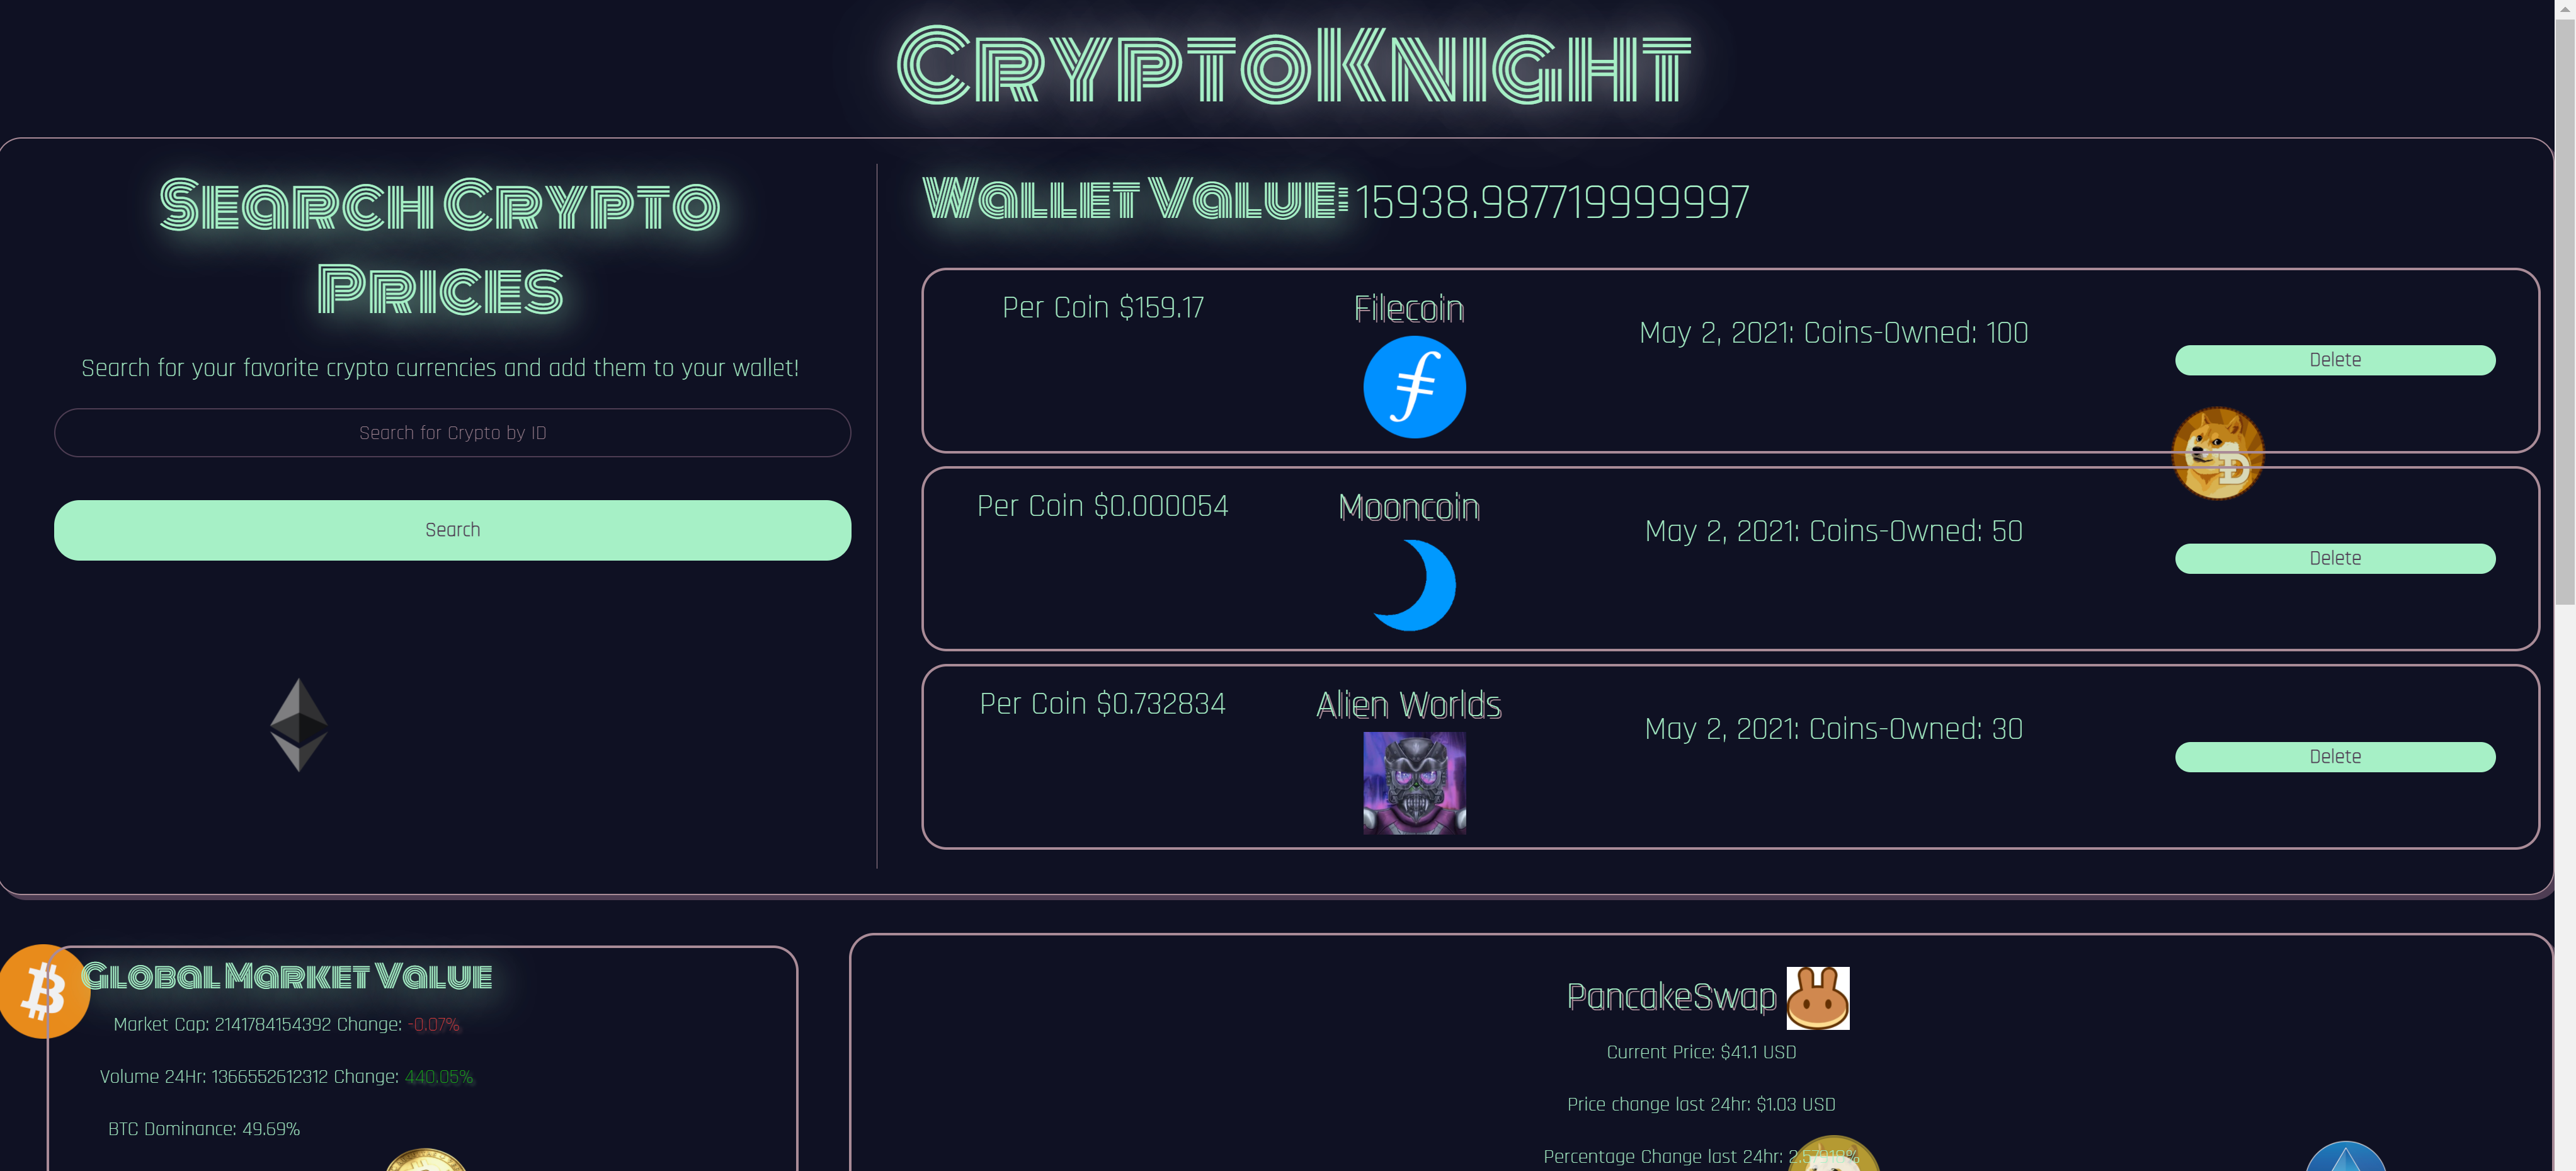 CryptoKnight
Search Crypto
Prices
Search for your favorite crypto currencies and add them to your wallet!
Search for Crypto by ID
Search
Wallet Value: 15938.987719999997
Per Coin $159.17
Filecoin
May 2, 2021: Coins-Owned: 100
Delete
Per Coin $0.000054
Mooncoin
May 2, 2021: Coins-Owned: 50
Delete
Per Coin $0.732834
Alien Worlds
May 2, 2021: Coins-Owned: 30
Delete
Global Market Value
Market Cap: 2141784154392 Change: -0.07%
Volume 24Hr: 1366552612312 Change: 440.05%
BTC Dominance: 49.69%
PancakeSwap
Current Price: $41.1 USD
Price change last 24hr: $1.03 USD
Percentage Change last 24hr: